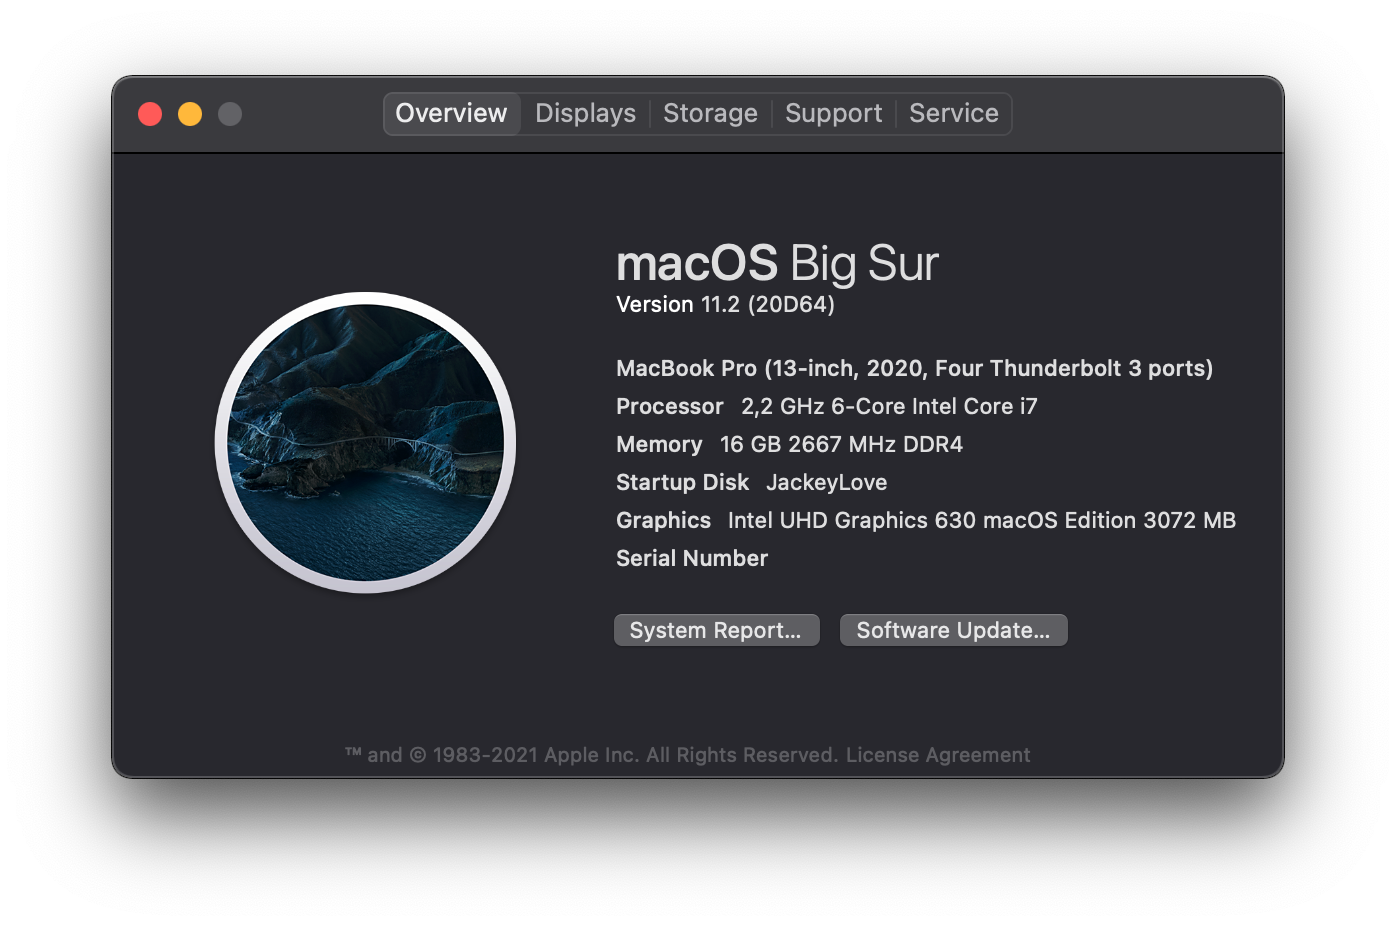 Overview Displays Storage Support Service
macOS Big Sur
Version 11.2 (20D64)
MacBook Pro (13-inch, 2020, Four Thunderbolt 3 ports)
Processor 2,2 GHz 6-Core Intel Core i7
Memory 16 GB 2667 MHz DDR4
Startup Disk JackeyLove
Graphics Intel UHD Graphics 630 macOS Edition 3072 MB
Serial Number
System Report... Software Update...
™ and © 1983-2021 Apple Inc. All Rights Reserved. License Agreement